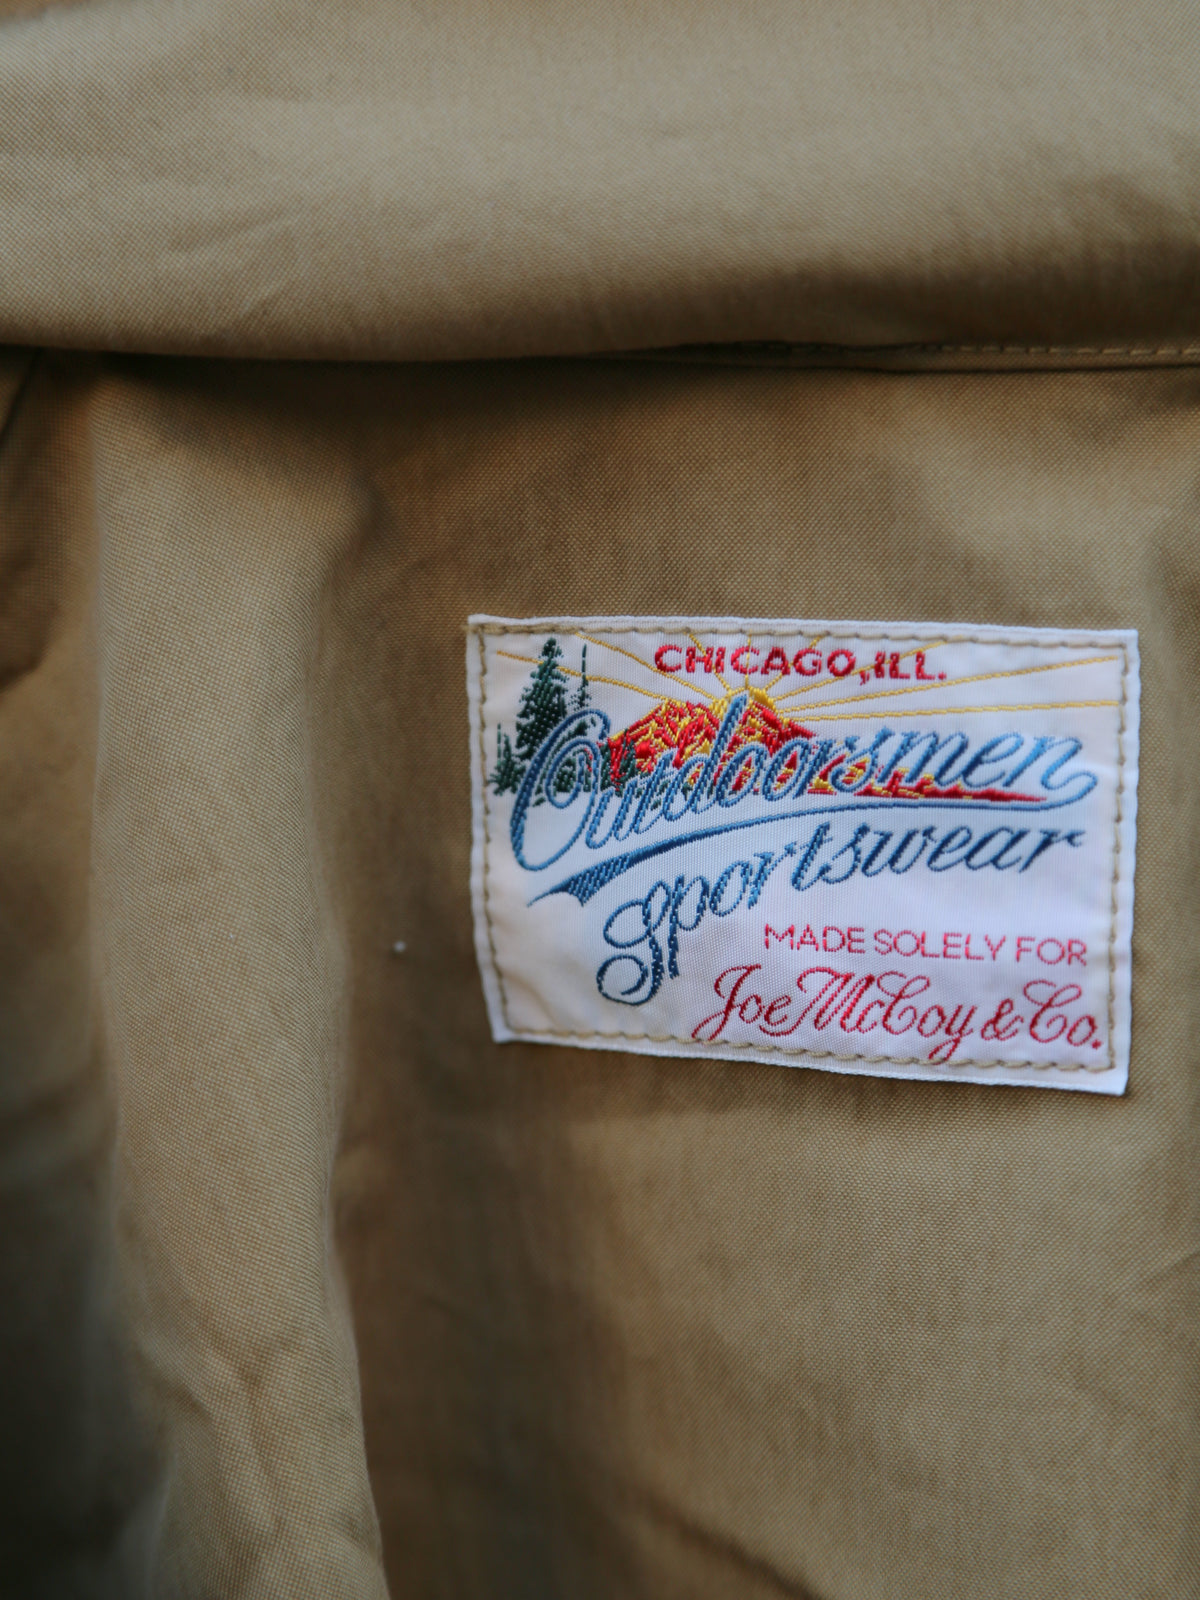 CHICAGO, ILL.
Outdoorsmen
Sportswear
MADE SOLELY FOR
Joe McCoy & Co.